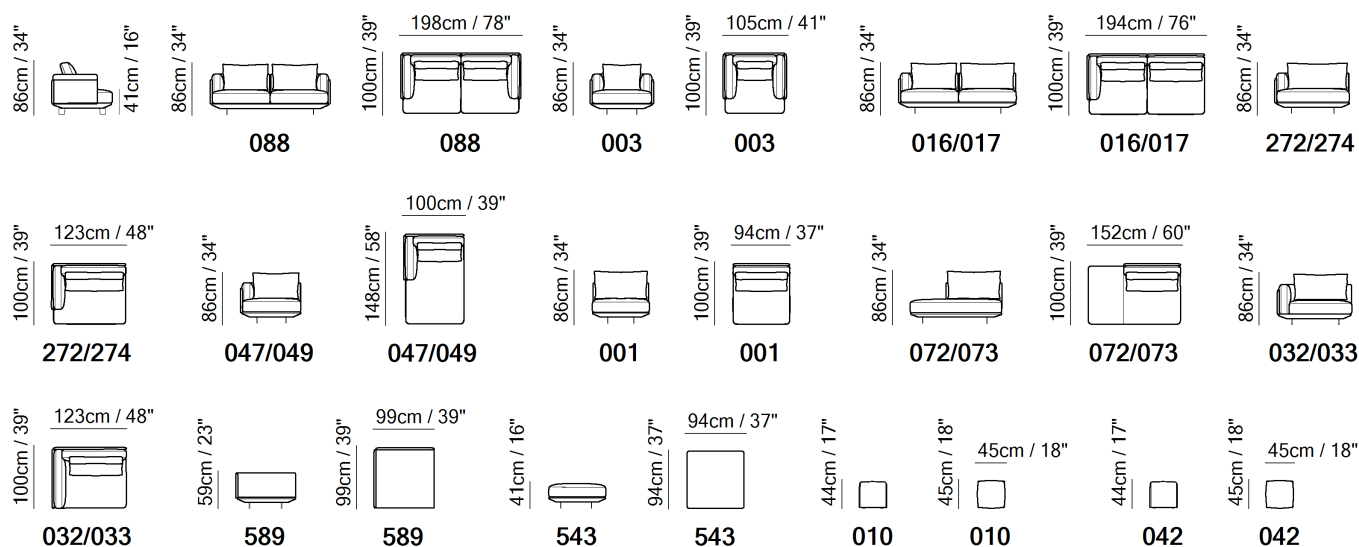 86cm / 34"
41cm / 16"
86cm / 34"
088
198cm / 78"
100cm / 39"
088
86cm / 34"
003
105cm / 41"
100cm / 39"
003
86cm / 34"
016/017
194cm / 76"
100cm / 39"
016/017
86cm / 34"
272/274
123cm / 48"
100cm / 39"
272/274
86cm / 34"
047/049
100cm / 39"
148cm / 58"
047/049
86cm / 34"
001
94cm / 37"
100cm / 39"
001
86cm / 34"
072/073
152cm / 60"
100cm / 39"
072/073
86cm / 34"
032/033
123cm / 48"
100cm / 39"
032/033
59cm / 23"
589
99cm / 39"
99cm / 39"
589
41cm / 16"
543
94cm / 37"
94cm / 37"
543
44cm / 17"
010
45cm / 18"
45cm / 18"
010
44cm / 17"
042
45cm / 18"
45cm / 18"
042